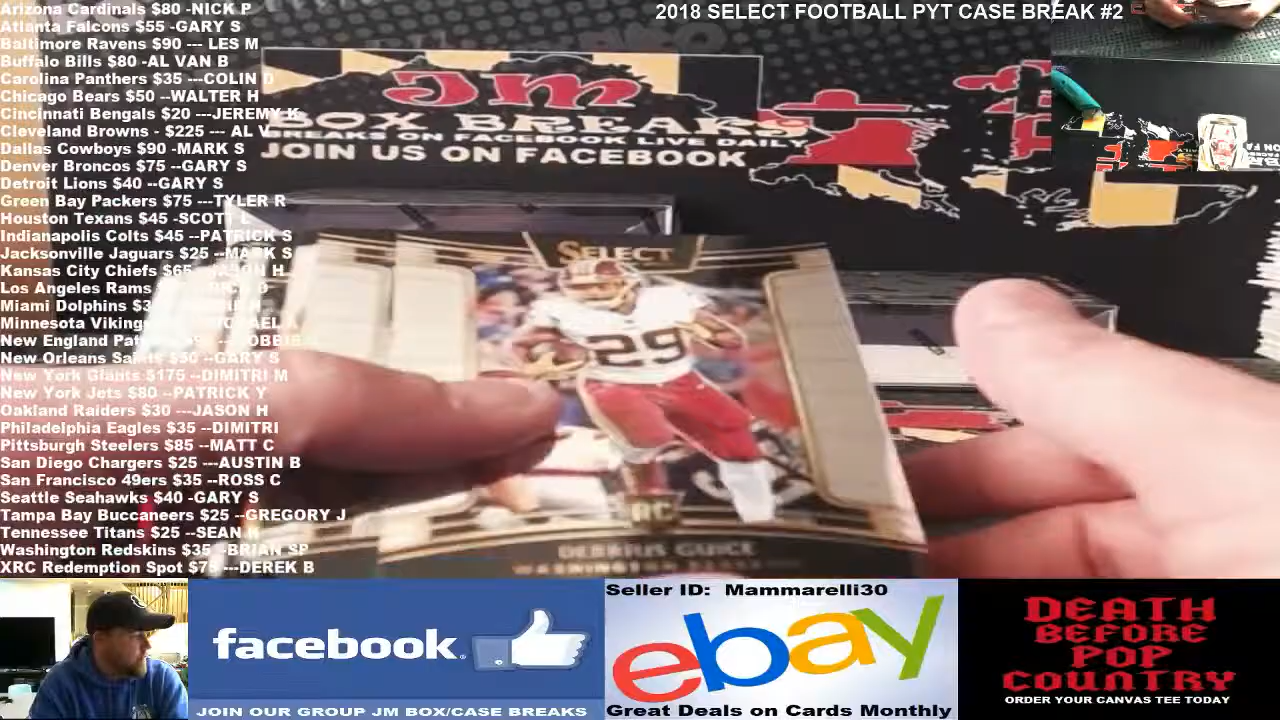 2018 SELECT FOOTBALL PYT CASE BREAK #2
Arizona Cardinals $80 -NICK P
Atlanta Falcons $55 -GARY S
Baltimore Ravens $90 --- LES M
Buffalo Bills $80 -AL VAN B
Carolina Panthers $35 ---COLIN D
Chicago Bears $50 --WALTER H
Cincinnati Bengals $20 ---JEREMY K
Cleveland Browns - $225 --- AL V
Dallas Cowboys $90 -MARK S
Denver Broncos $75 --GARY S
Detroit Lions $40 --GARY S
Green Bay Packers $75 ---TYLER R
Houston Texans $45 -SCOTT L
Indianapolis Colts $45 --PATRICK S
Jacksonville Jaguars $25 --MARK S
Kansas City Chiefs $65 --JASON H
Los Angeles Rams
Miami Dolphins
Minnesota Vikings
New England
New Orleans Saints $50 --GARY S
New York Giants $175 --DIMITRI M
New York Jets $80 --PATRICK Y
Oakland Raiders $30 ---JASON H
Philadelphia Eagles $35 --DIMITRI
Pittsburgh Steelers $85 --MATT C
San Diego Chargers $25 ---AUSTIN B
San Francisco 49ers $35 --ROSS C
Seattle Seahawks $40 -GARY S
Tampa Bay Buccaneers $25 --GREGORY J
Tennessee Titans $25 --SEAN
Washington Redskins $35 --BRIAN SP
XRC Redemption Spot $75 ---DEREK B
JM
BOX BREAKS
BREAKS ON FACEBOOK LIVE DAILY
JOIN US ON FACEBOOK
SELECT
29
RC
DERRIUS GUICE
WASHINGTON
facebook.
JOIN OUR GROUP JM BOX/CASE BREAKS
Seller ID: Mammarelli30
ebay
Great Deals on Cards Monthly
DEATH
BEFORE
POP
COUNTRY
ORDER YOUR CANVAS TEE TODAY